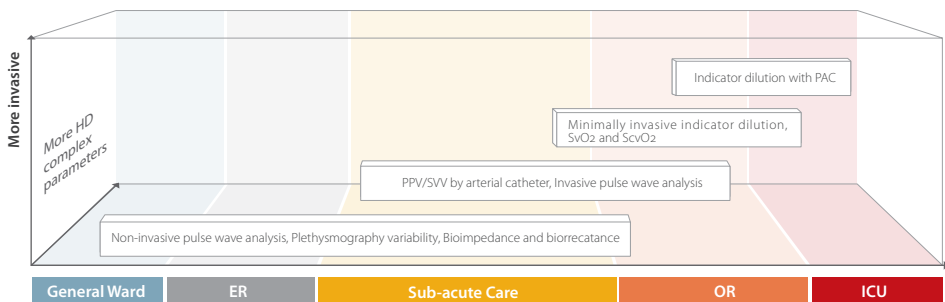 More invasive
More HD
complex
parameters
Indicator dilution with PAC
Minimally invasive indicator dilution,
SvO2 and ScvO2
PPV/SVV by arterial catheter, Invasive pulse wave analysis
Non-invasive pulse wave analysis, Plethysmography variability, Bioimpedance and biorrecatance
General Ward
ER
Sub-acute Care
OR
ICU